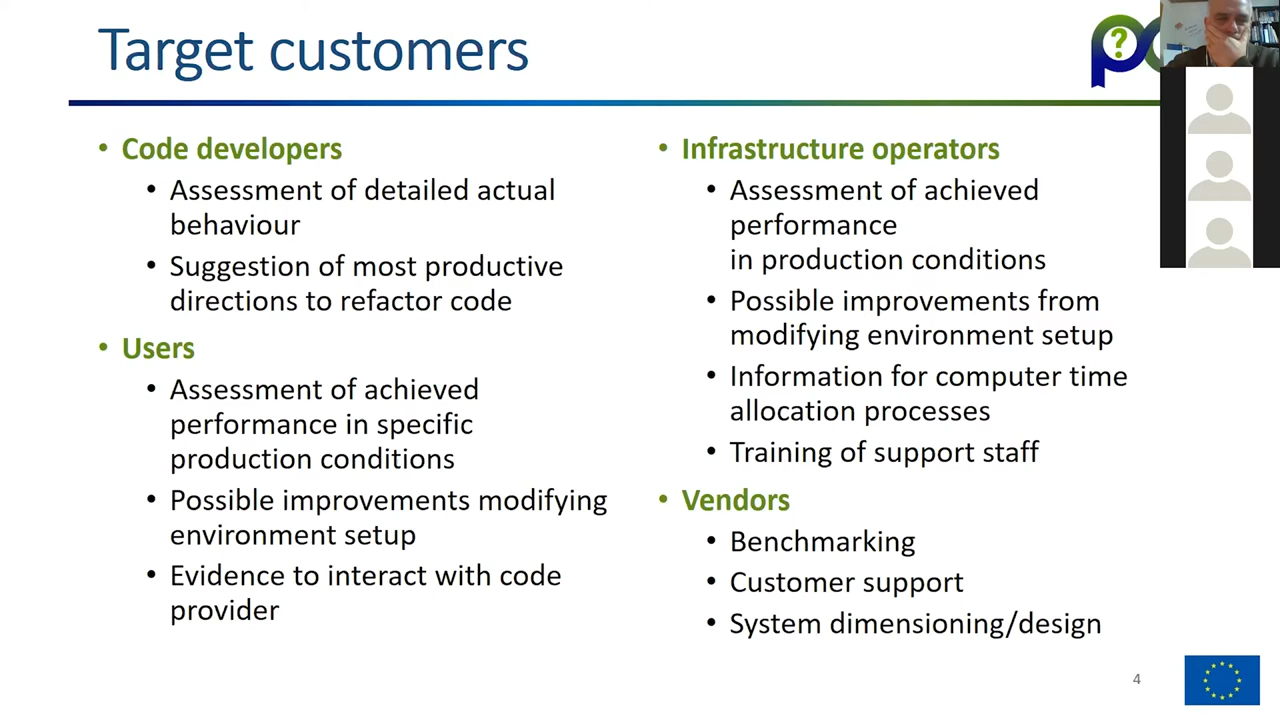 Target customers
• Code developers
• Assessment of detailed actual
behaviour
• Suggestion of most productive
directions to refactor code
• Users
• Assessment of achieved
performance in specific
production conditions
• Possible improvements modifying
environment setup
• Evidence to interact with code
provider
• Infrastructure operators
• Assessment of achieved
performance
in production conditions
• Possible improvements from
modifying environment setup
• Information for computer time
allocation processes
• Training of support staff
• Vendors
• Benchmarking
• Customer support
• System dimensioning/design
4